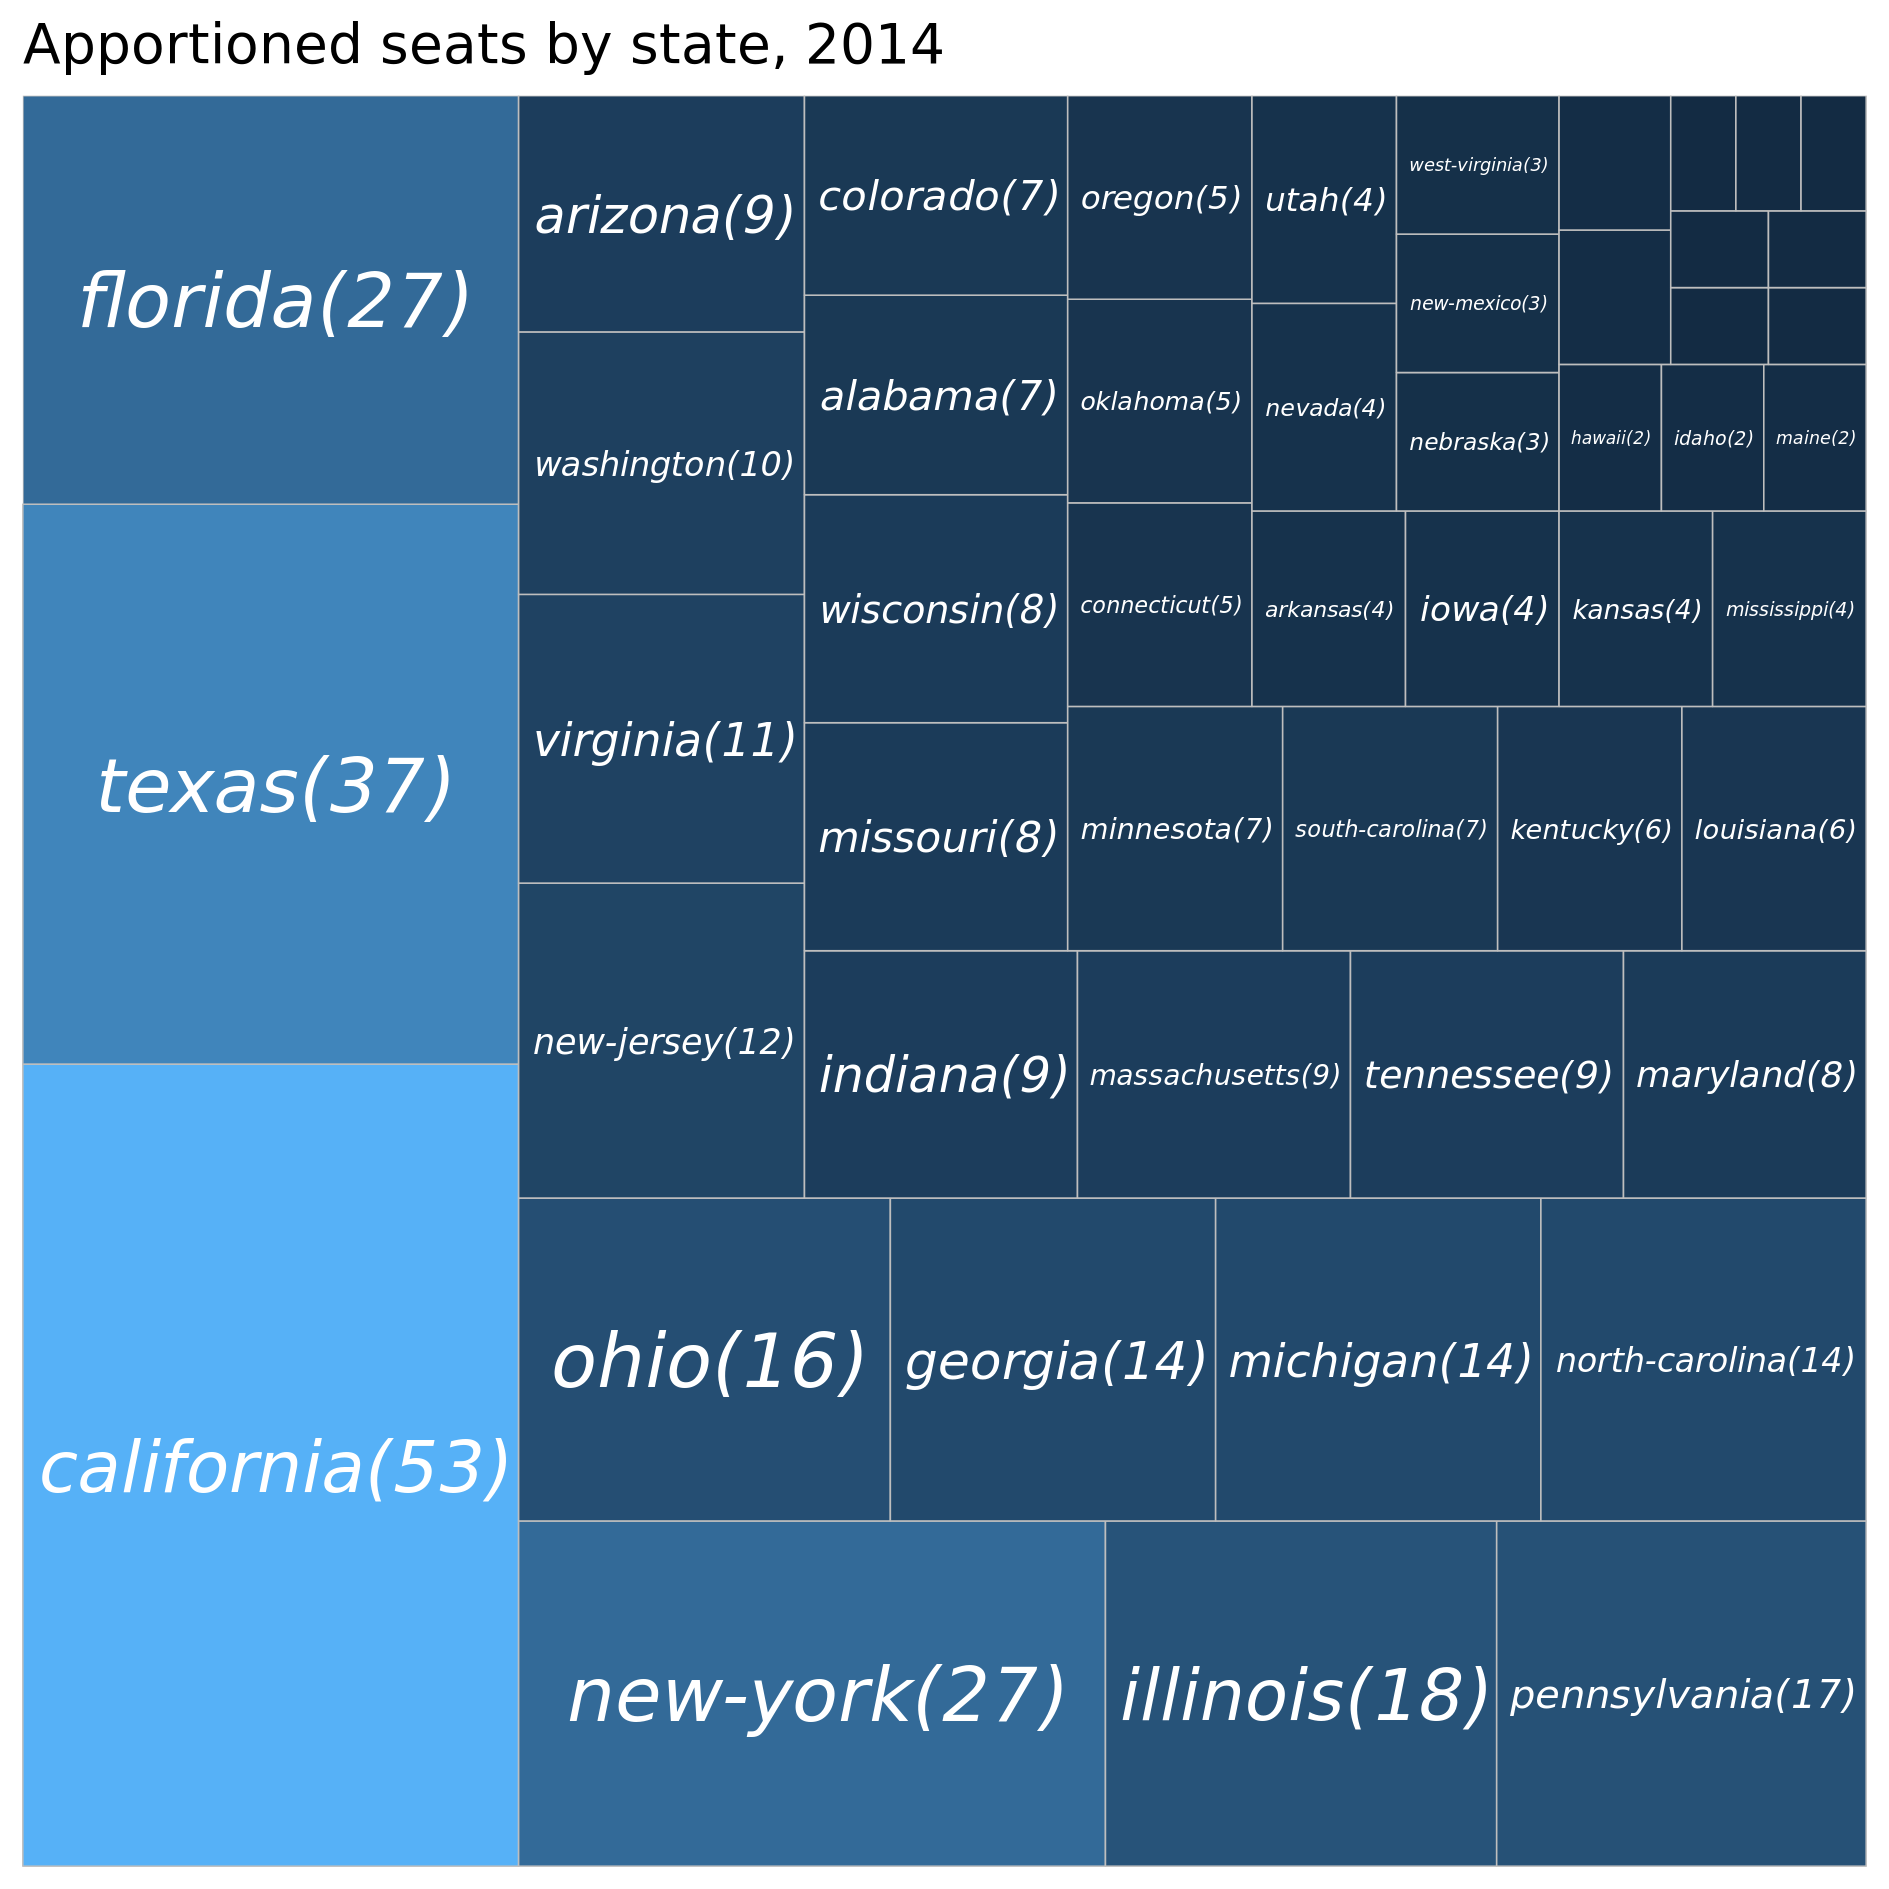 Apportioned seats by state, 2014
florida(27)
texas(37)
california(53)
arizona(9)
washington(10)
virginia(11)
new-jersey(12)
colorado(7)
alabama(7)
wisconsin(8)
missouri(8)
oregon(5)
oklahoma(5)
connecticut(5)
utah(4)
nevada(4)
west-virginia(3)
new-mexico(3)
nebraska(3)
hawaii(2)
idaho(2)
maine(2)
arkansas(4)
iowa(4)
kansas(4)
mississippi(4)
minnesota(7)
south-carolina(7)
kentucky(6)
louisiana(6)
indiana(9)
massachusetts(9)
tennessee(9)
maryland(8)
ohio(16)
georgia(14)
michigan(14)
north-carolina(14)
new-york(27)
illinois(18)
pennsylvania(17)